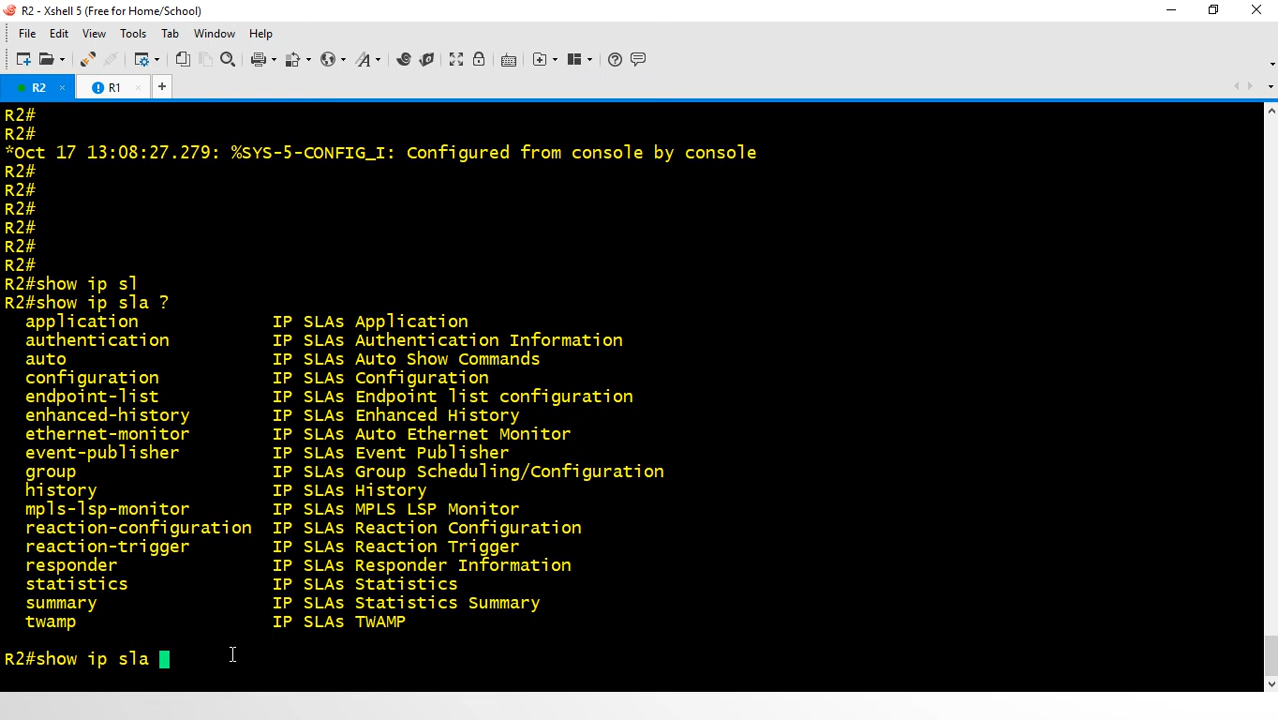 R2 - Xshell 5 (Free for Home/School)
File Edit View Tools Tab Window Help
R2 R1
R2#
R2#
*Oct 17 13:08:27.279: %SYS-5-CONFIG_I: Configured from console by console
R2#
R2#
R2#
R2#
R2#
R2#
R2#show ip sl
R2#show ip sla ?
application IP SLAs Application
authentication IP SLAs Authentication Information
auto IP SLAs Auto Show Commands
configuration IP SLAs Configuration
endpoint-list IP SLAs Endpoint list configuration
enhanced-history IP SLAs Enhanced History
ethernet-monitor IP SLAs Auto Ethernet Monitor
event-publisher IP SLAs Event Publisher
group IP SLAs Group Scheduling/Configuration
history IP SLAs History
mpls-lsp-monitor IP SLAs MPLS LSP Monitor
reaction-configuration IP SLAs Reaction Configuration
reaction-trigger IP SLAs Reaction Trigger
responder IP SLAs Responder Information
statistics IP SLAs Statistics
summary IP SLAs Statistics Summary
twamp IP SLAs TWAMP
R2#show ip sla